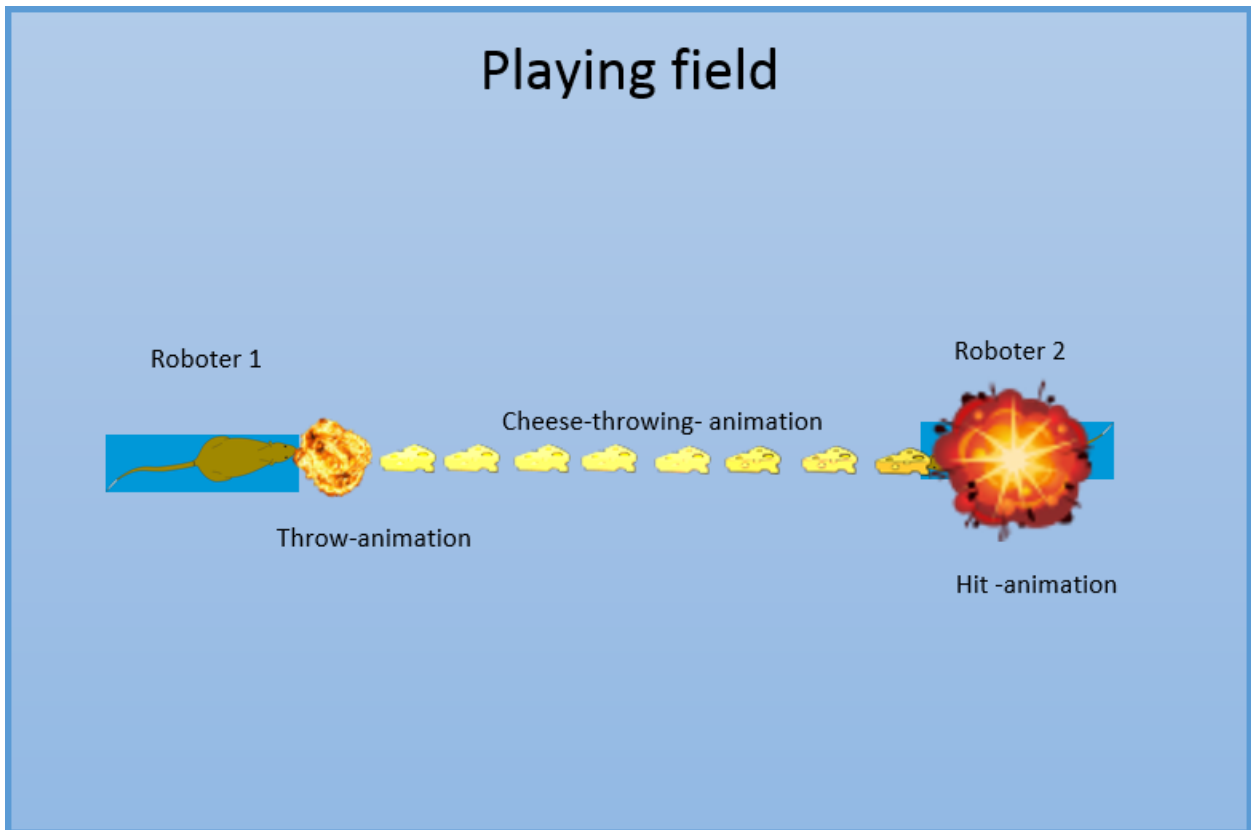 Playing field
Roboter 1
Roboter 2
Cheese-throwing- animation
Throw-animation
Hit -animation